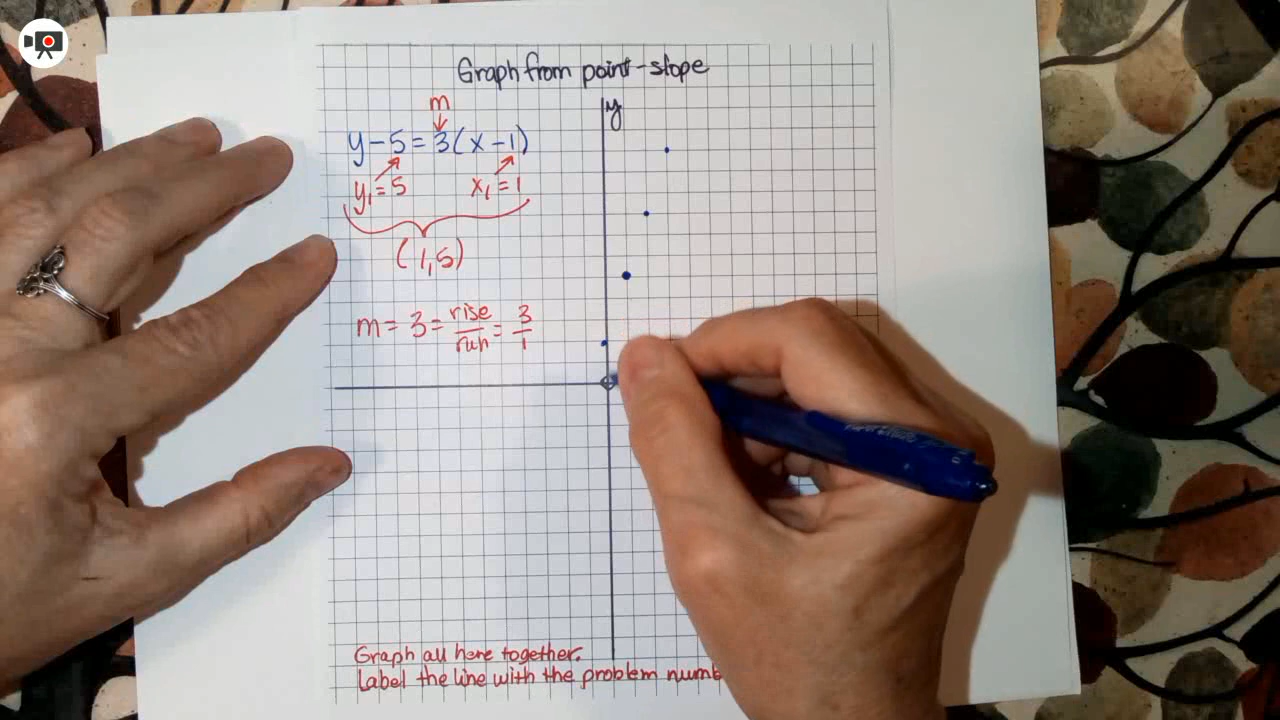 Graph from point-slope
m
y
y-5=3(x-1)
y₁=5 x₁=1
(1,5)
m=3=rise/run=3/1
Graph all here together.
Label the line with the problem